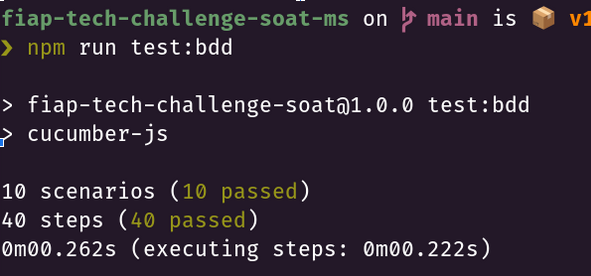 fiap-tech-challenge-soat-ms on main is 📦 v1
❯ npm run test:bdd
> fiap-tech-challenge-soat@1.0.0 test:bdd
> cucumber-js
10 scenarios (10 passed)
40 steps (40 passed)
0m00.262s (executing steps: 0m00.222s)